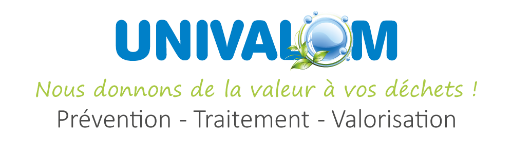 UNIVALOM
Nous donnons de la valeur à vos déchets !
Prévention - Traitement - Valorisation